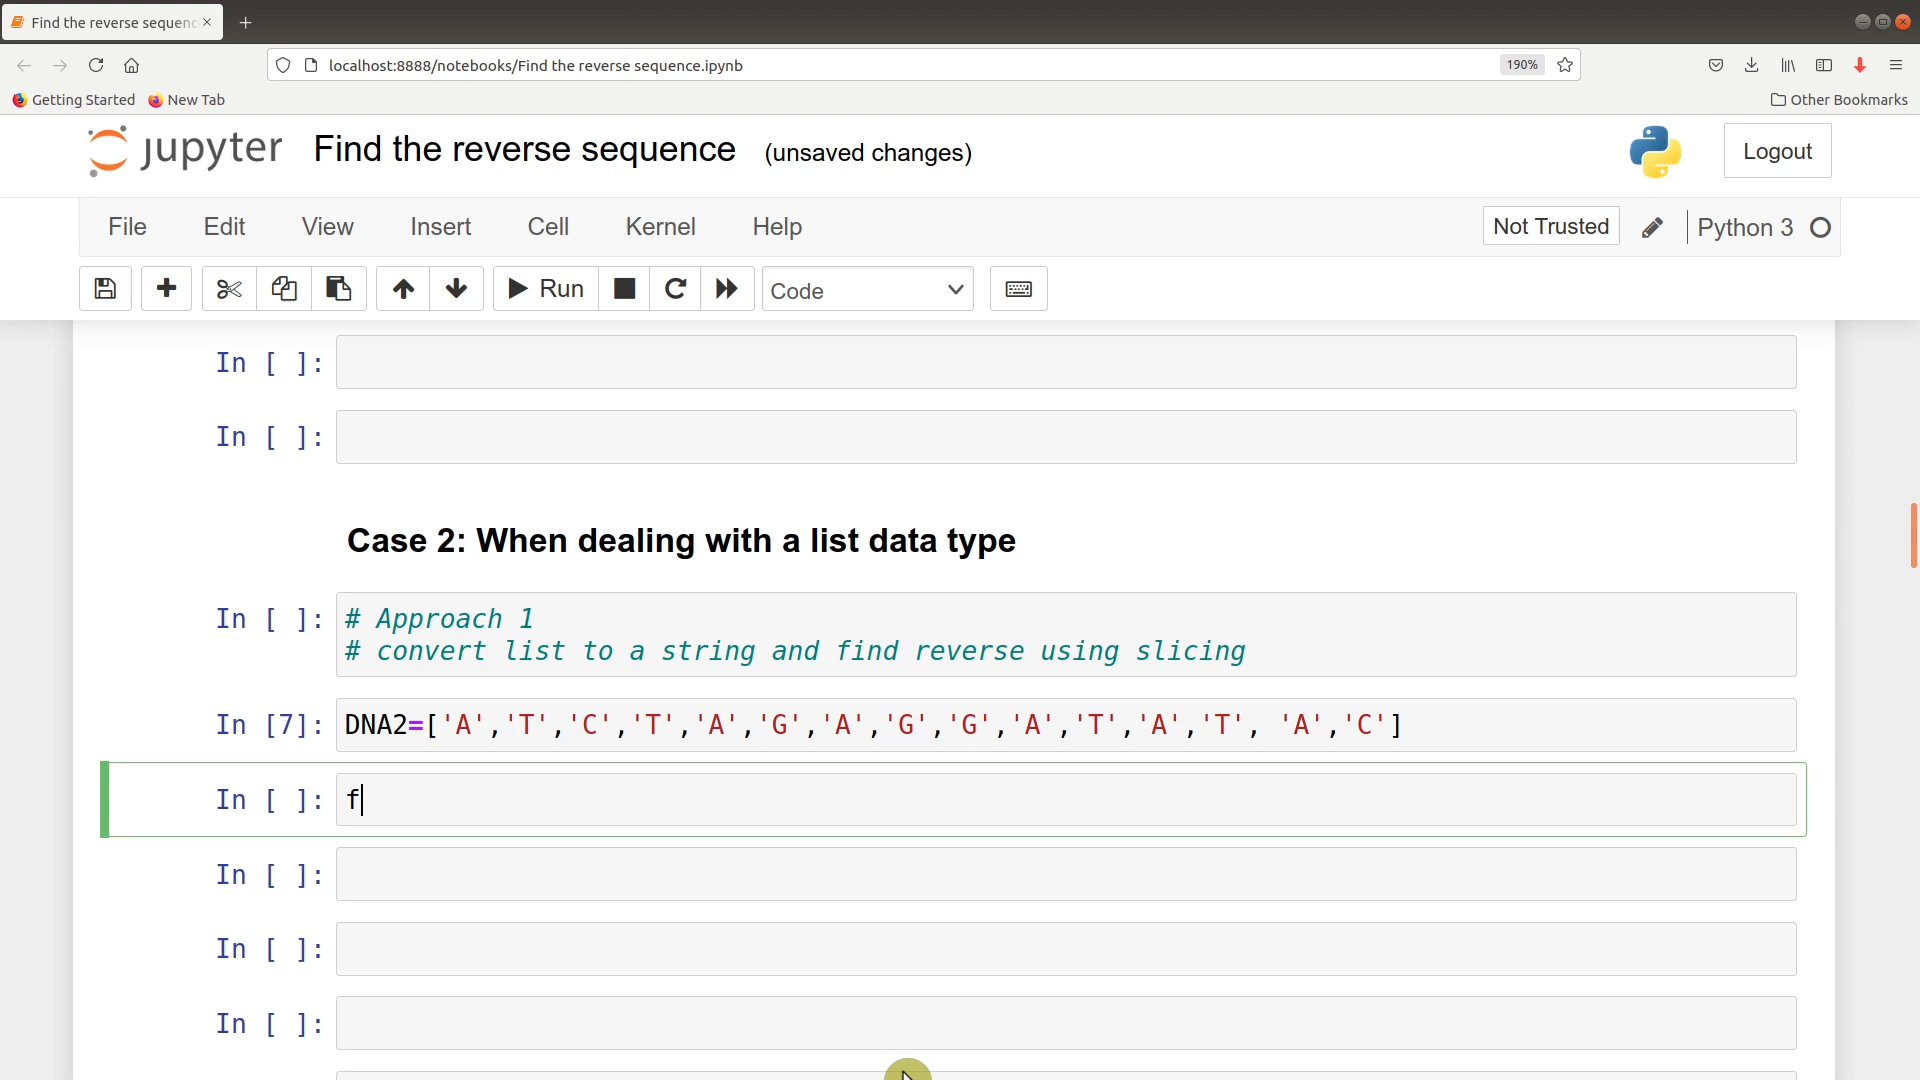 Find the reverse sequenc
localhost:8888/notebooks/Find the reverse sequence.ipynb
190%
Getting Started
New Tab
Other Bookmarks
jupyter
Find the reverse sequence (unsaved changes)
Logout
File Edit View Insert Cell Kernel Help
Not Trusted
Python 3
Run
Code
In [ ]:
In [ ]:
Case 2: When dealing with a list data type
In [ ]: # Approach 1
# convert list to a string and find reverse using slicing
In [7]: DNA2=['A','T','C','T','A','G','A','G','G','A','T','A','T', 'A','C']
In [ ]: f
In [ ]:
In [ ]:
In [ ]: